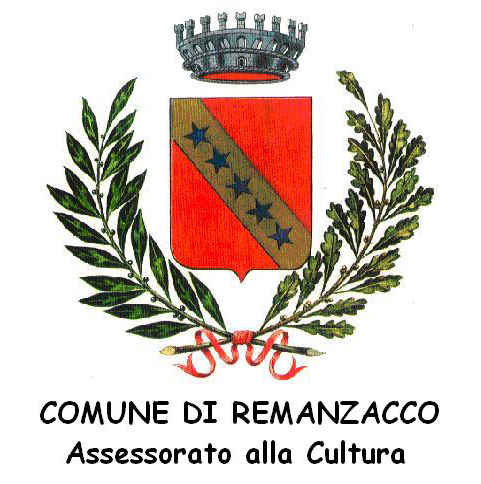 COMUNE DI REMANZACCO
Assessorato alla Cultura